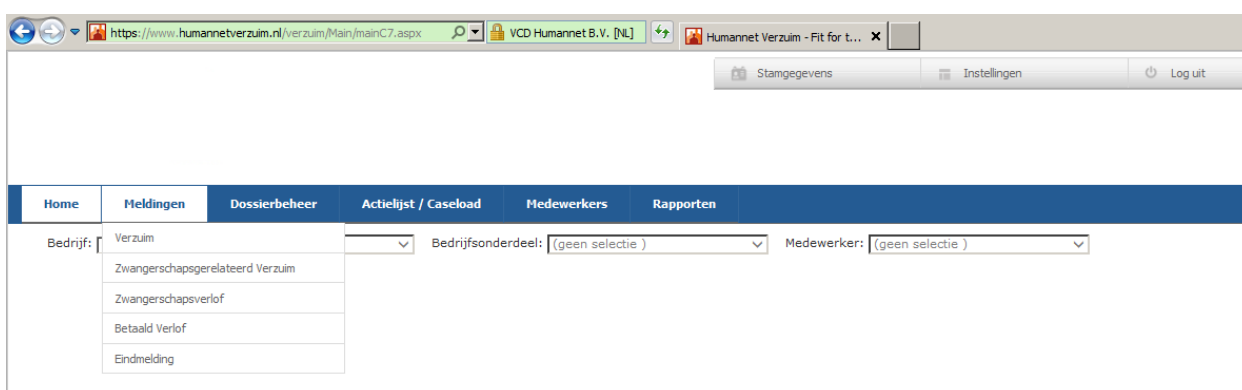 https://www.humannetverzuim.nl/verzuim/Main/mainC7.aspx VCD Humannet B.V. [NL] Humannet Verzuim - Fit for t...
Stamgegevens Instellingen Log uit
Home Meldingen Dossierbeheer Actielijst / Caseload Medewerkers Rapporten
Bedrijf: Bedrijfsonderdeel: (geen selectie ) Medewerker: (geen selectie )
Verzuim
Zwangerschapsgerelateerd Verzuim
Zwangerschapsverlof
Betaald Verlof
Eindmelding